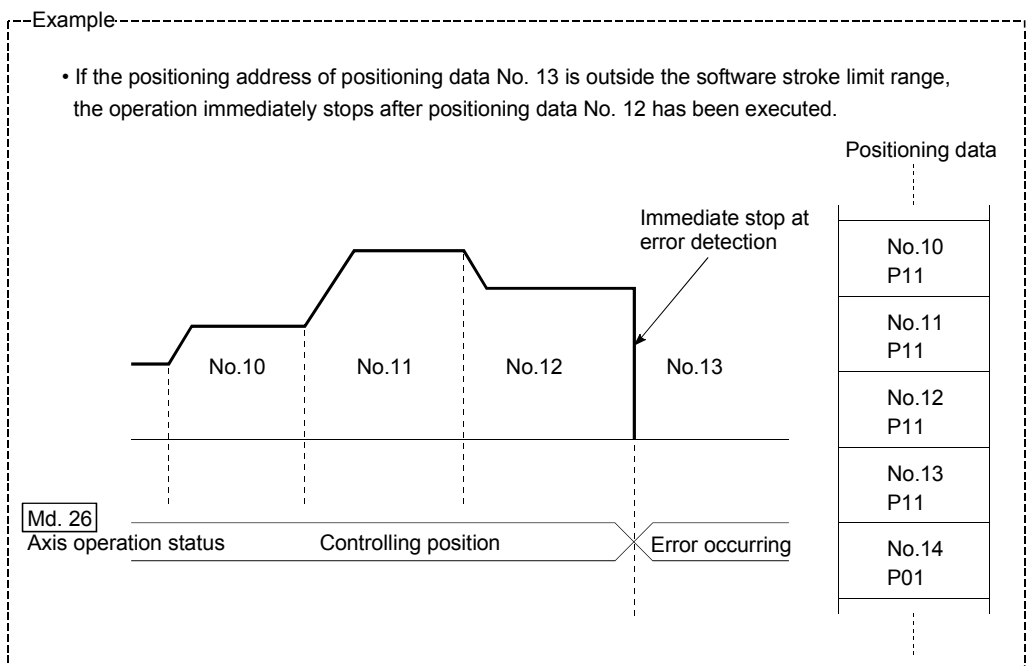 Example
• If the positioning address of positioning data No. 13 is outside the software stroke limit range,
the operation immediately stops after positioning data No. 12 has been executed.
Positioning data
Immediate stop at
error detection
No.10
P11
No.11
P11
No.12
P11
No.13
P11
No.14
P01
No.10
No.11
No.12
No.13
Md. 26
Axis operation status
Controlling position
Error occurring